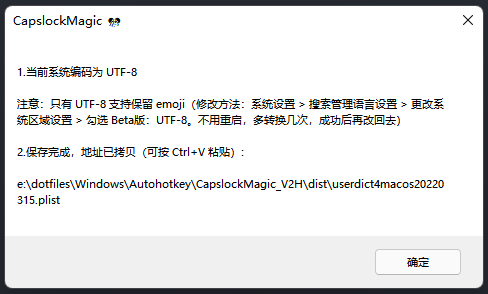 CapslockMagic
1.当前系统编码为 UTF-8
注意：只有 UTF-8 支持保留 emoji（修改方法：系统设置 > 搜索管理语言设置 > 更改系
统区域设置 > 勾选 Beta版：UTF-8。不用重启，多转换几次，成功后再改回去）
2.保存完成，地址已拷贝（可按 Ctrl+V 粘贴）：
e:\dotfiles\Windows\Autohotkey\CapslockMagic_V2H\dist\userdict4macos20220
315.plist
确定